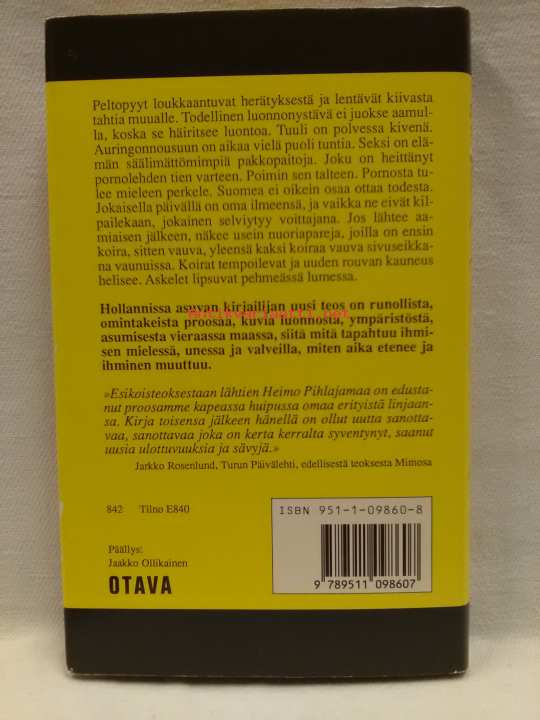 Peltopyyt loukkaantuvat herätyksestä ja lentävät kiivasta
tahtia muualle. Todellinen luonnonystävä ei juokse aamul-
la, koska se häiritsee luontoa. Tuuli on polvessa kivenä.
Auringonnousuun on aikaa vielä puoli tuntia. Seksi on elä-
män säälimättömimpiä pakkopaitoja. Joku on heittänyt
pornolehden tien varteen. Poimin sen talteen. Pornosta tu-
lee mieleen perkele. Suomea ei oikein osaa ottaa todesta.
Jokaisella päivällä on oma ilmeensä, ja vaikka ne eivät kil-
pailekaan, jokainen selviytyy voittajana. Jos lähtee aa-
miaisen jälkeen, näkee usein nuoriapareja, joilla on ensin
koira, sitten vauva, yleensä kaksi koiraa vauva sivuseikka-
na vaunuissa. Koirat tempoilevat ja uuden rouvan kauneus
helisee. Askelet lipsuvat pehmeässä lumessa.
Hollannissa asuvan kirjailijan uusi teos on runollista,
omintakeista proosaa, kuvia luonnosta, ympäristöstä,
asumisesta vieraassa maassa, siitä mitä tapahtuu ihmi-
sen mielessä, unessa ja valveilla, miten aika etenee ja
ihminen muuttuu.
»Esikoisteoksestaan lähtien Heimo Pihlajamaa on edusta-
nut proosamme kapeassa huipussa omaa erityistä linjaan-
sa. Kirja toisensa jälkeen hänellä on ollut uutta sanotta-
vaa, sanottavaa joka on kerta kerralta syventynyt, saanut
uusia ulottuvuuksia ja sävyjä.»
Jarkko Rosenlund, Turun Päivälehti, edellisestä teoksesta Mimosa
842 Tilno E840
ISBN 951-1-09860-8
Päällys:
Jaakko Ollikainen
OTAVA
9 789511 098607